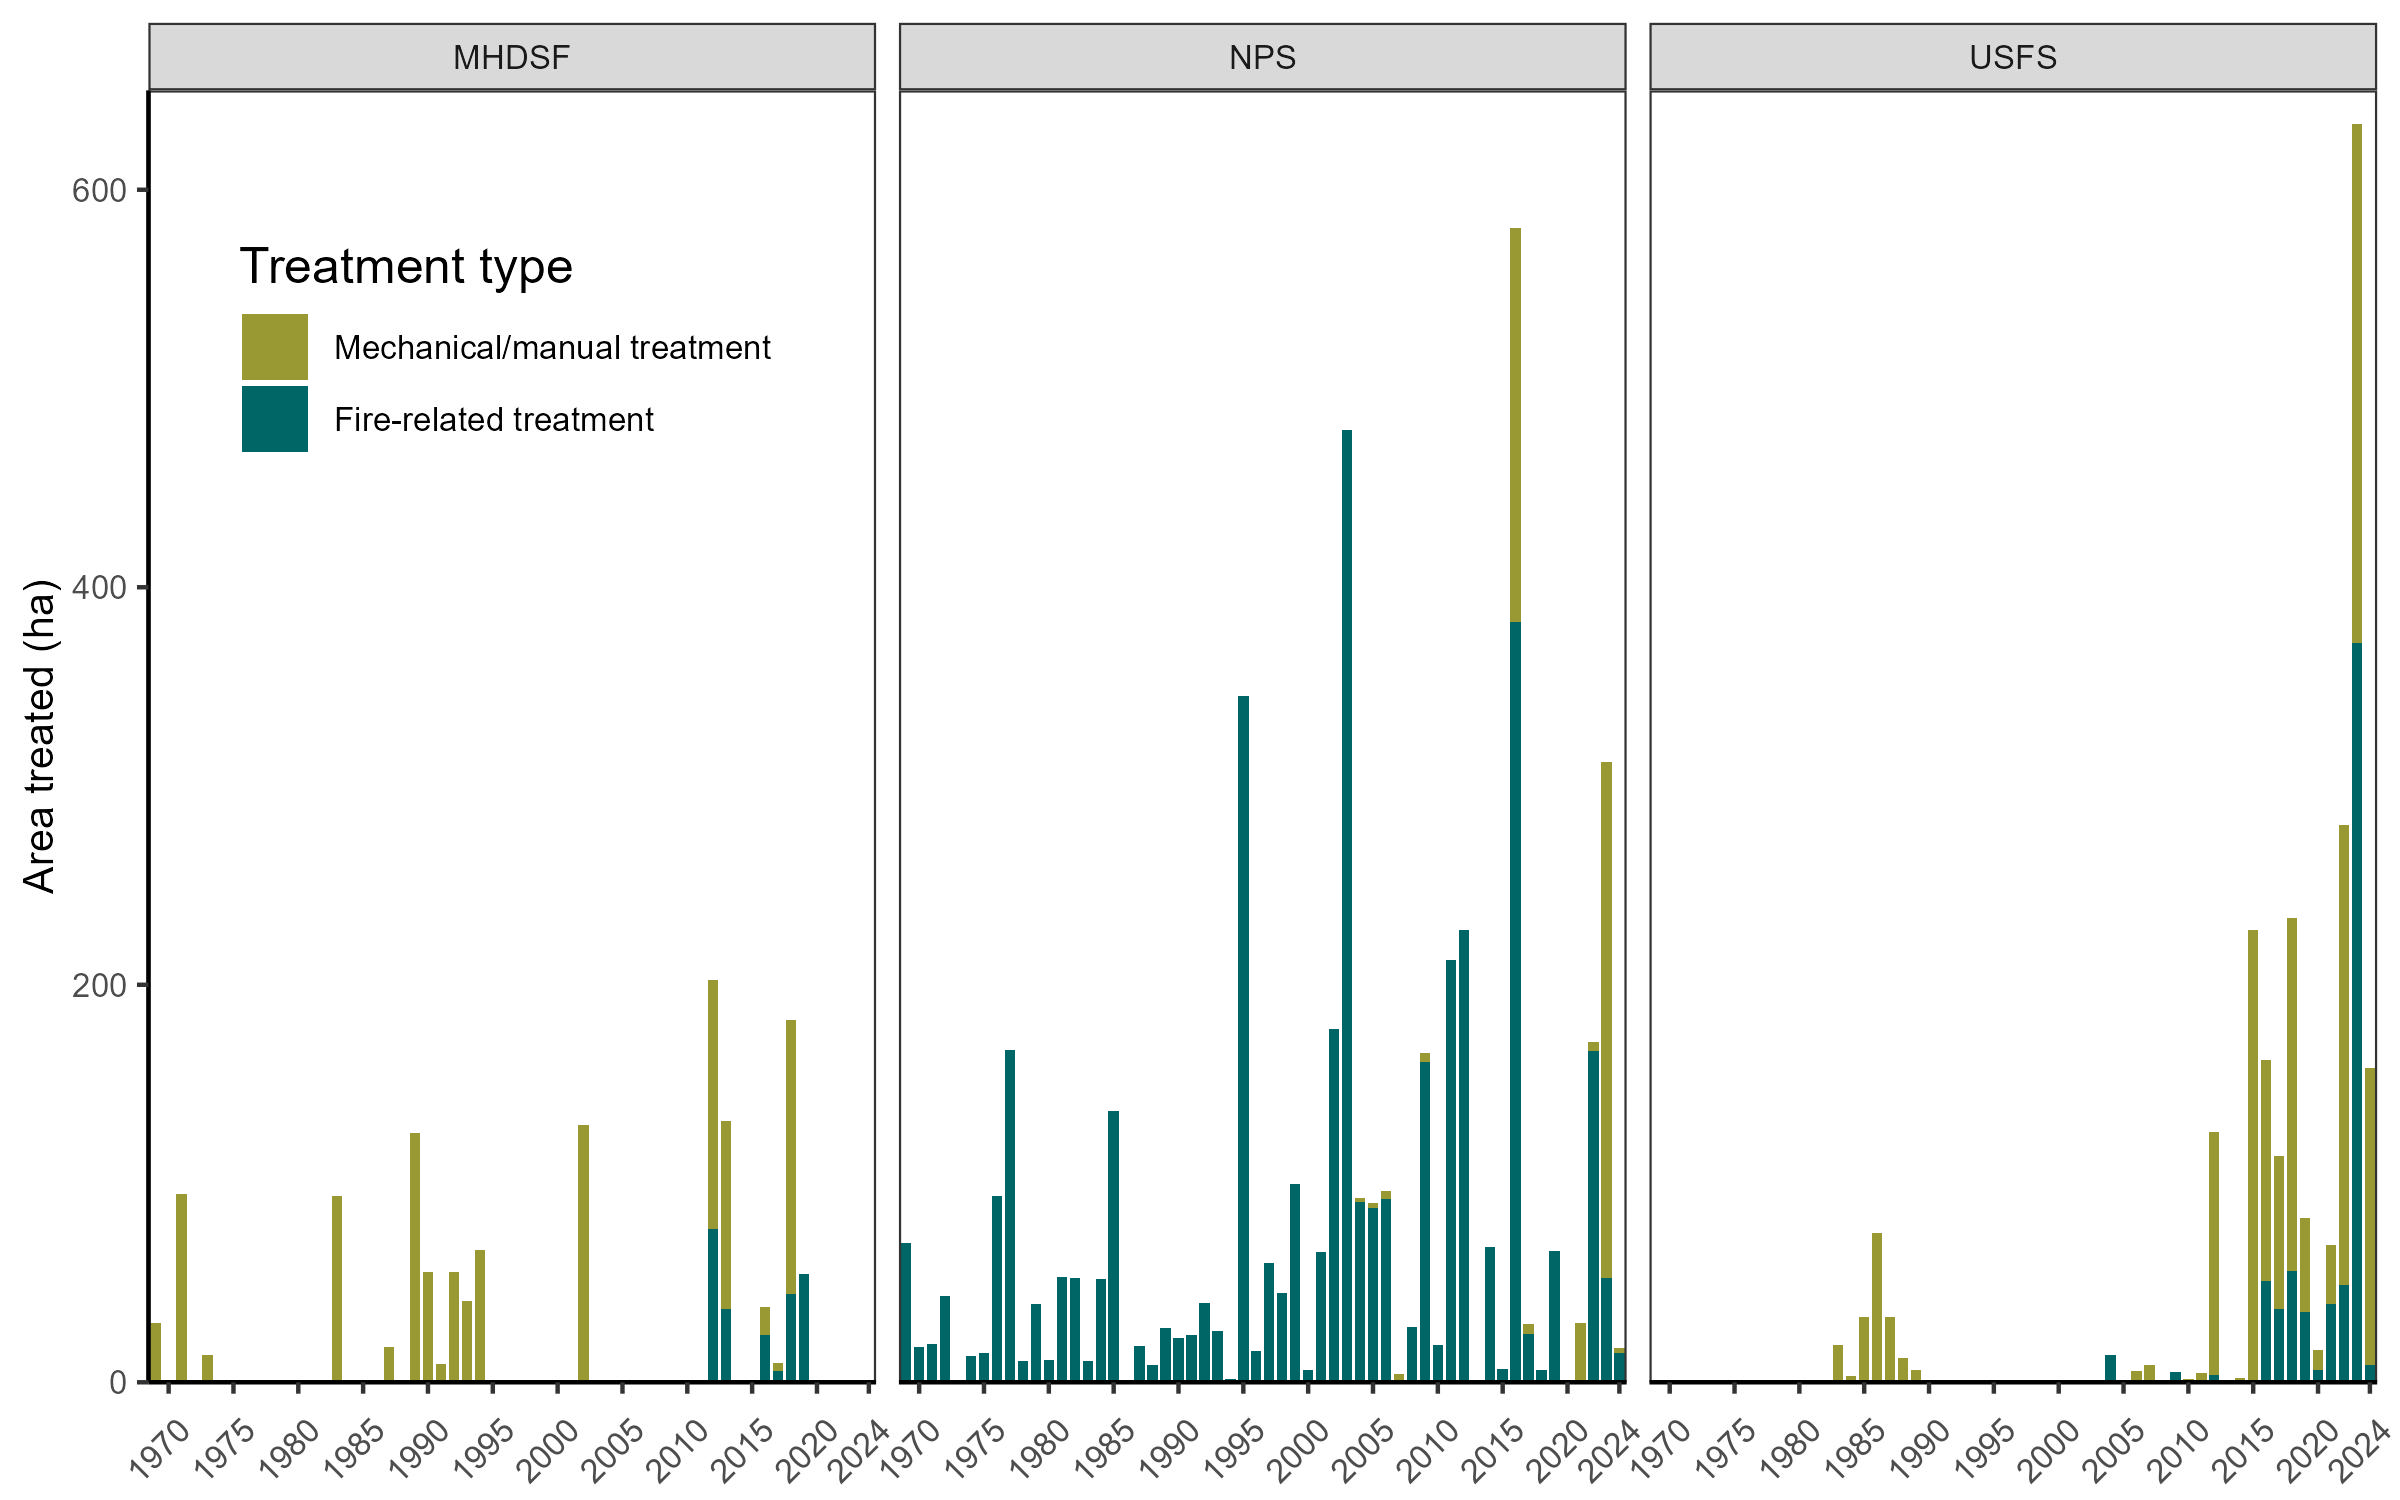 MHDSF NPS USFS
Treatment type
Mechanical/manual treatment
Fire-related treatment
Area treated (ha)
600
400
200
0
1970 1975 1980 1985 1990 1995 2000 2005 2010 2015 2020 2024
1970 1975 1980 1985 1990 1995 2000 2005 2010 2015 2020 2024
1970 1975 1980 1985 1990 1995 2000 2005 2010 2015 2020 2024